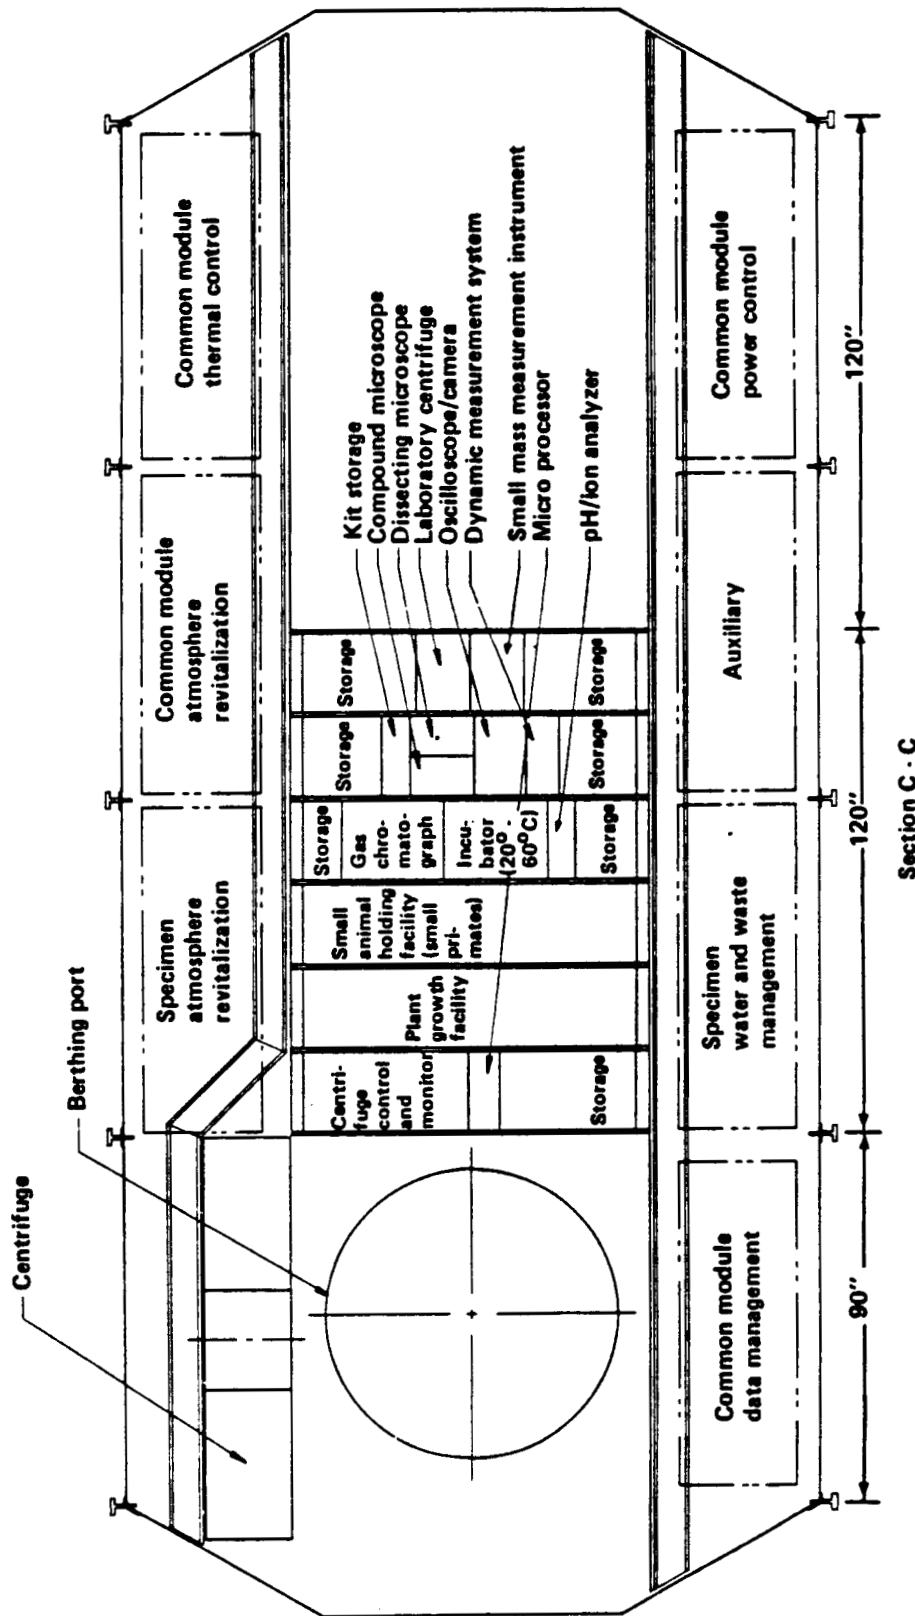 Centrifuge
Berthing port
Specimen
atmosphere
revitalization
Common module
atmosphere
revitalization
Common module
thermal control
Centri-
fuge
control
and
monitor
Storage
Plant
growth
facility
Small
animal
holding
facility
(small
pri-
mates)
Storage
Gas
chro-
mato-
graph
Incu-
bator
(20° -
60°C)
Storage
Storage
Storage
Storage
Storage
Kit storage
Compound microscope
Dissecting microscope
Laboratory centrifuge
Oscilloscope/camera
Dynamic measurement system
Small mass measurement instrument
Micro processor
pH/ion analyzer
Common module
data management
Specimen
water and waste
management
Auxiliary
Common module
power control
90"
120"
120"
Section C - C